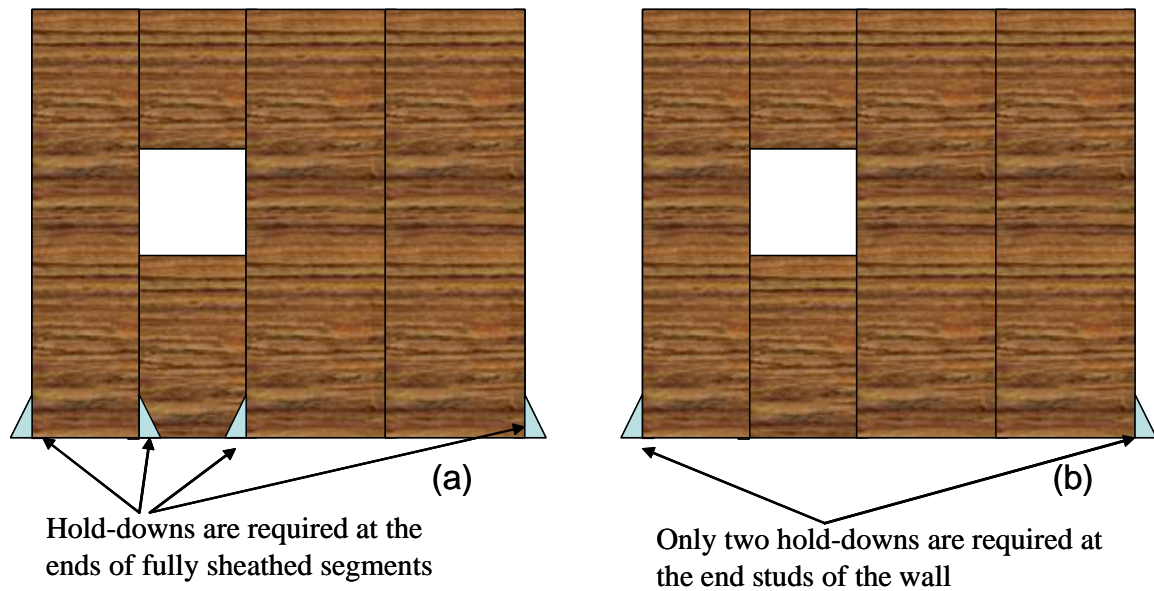 (a)
Hold-downs are required at the
ends of fully sheathed segments
(b)
Only two hold-downs are required at
the end studs of the wall